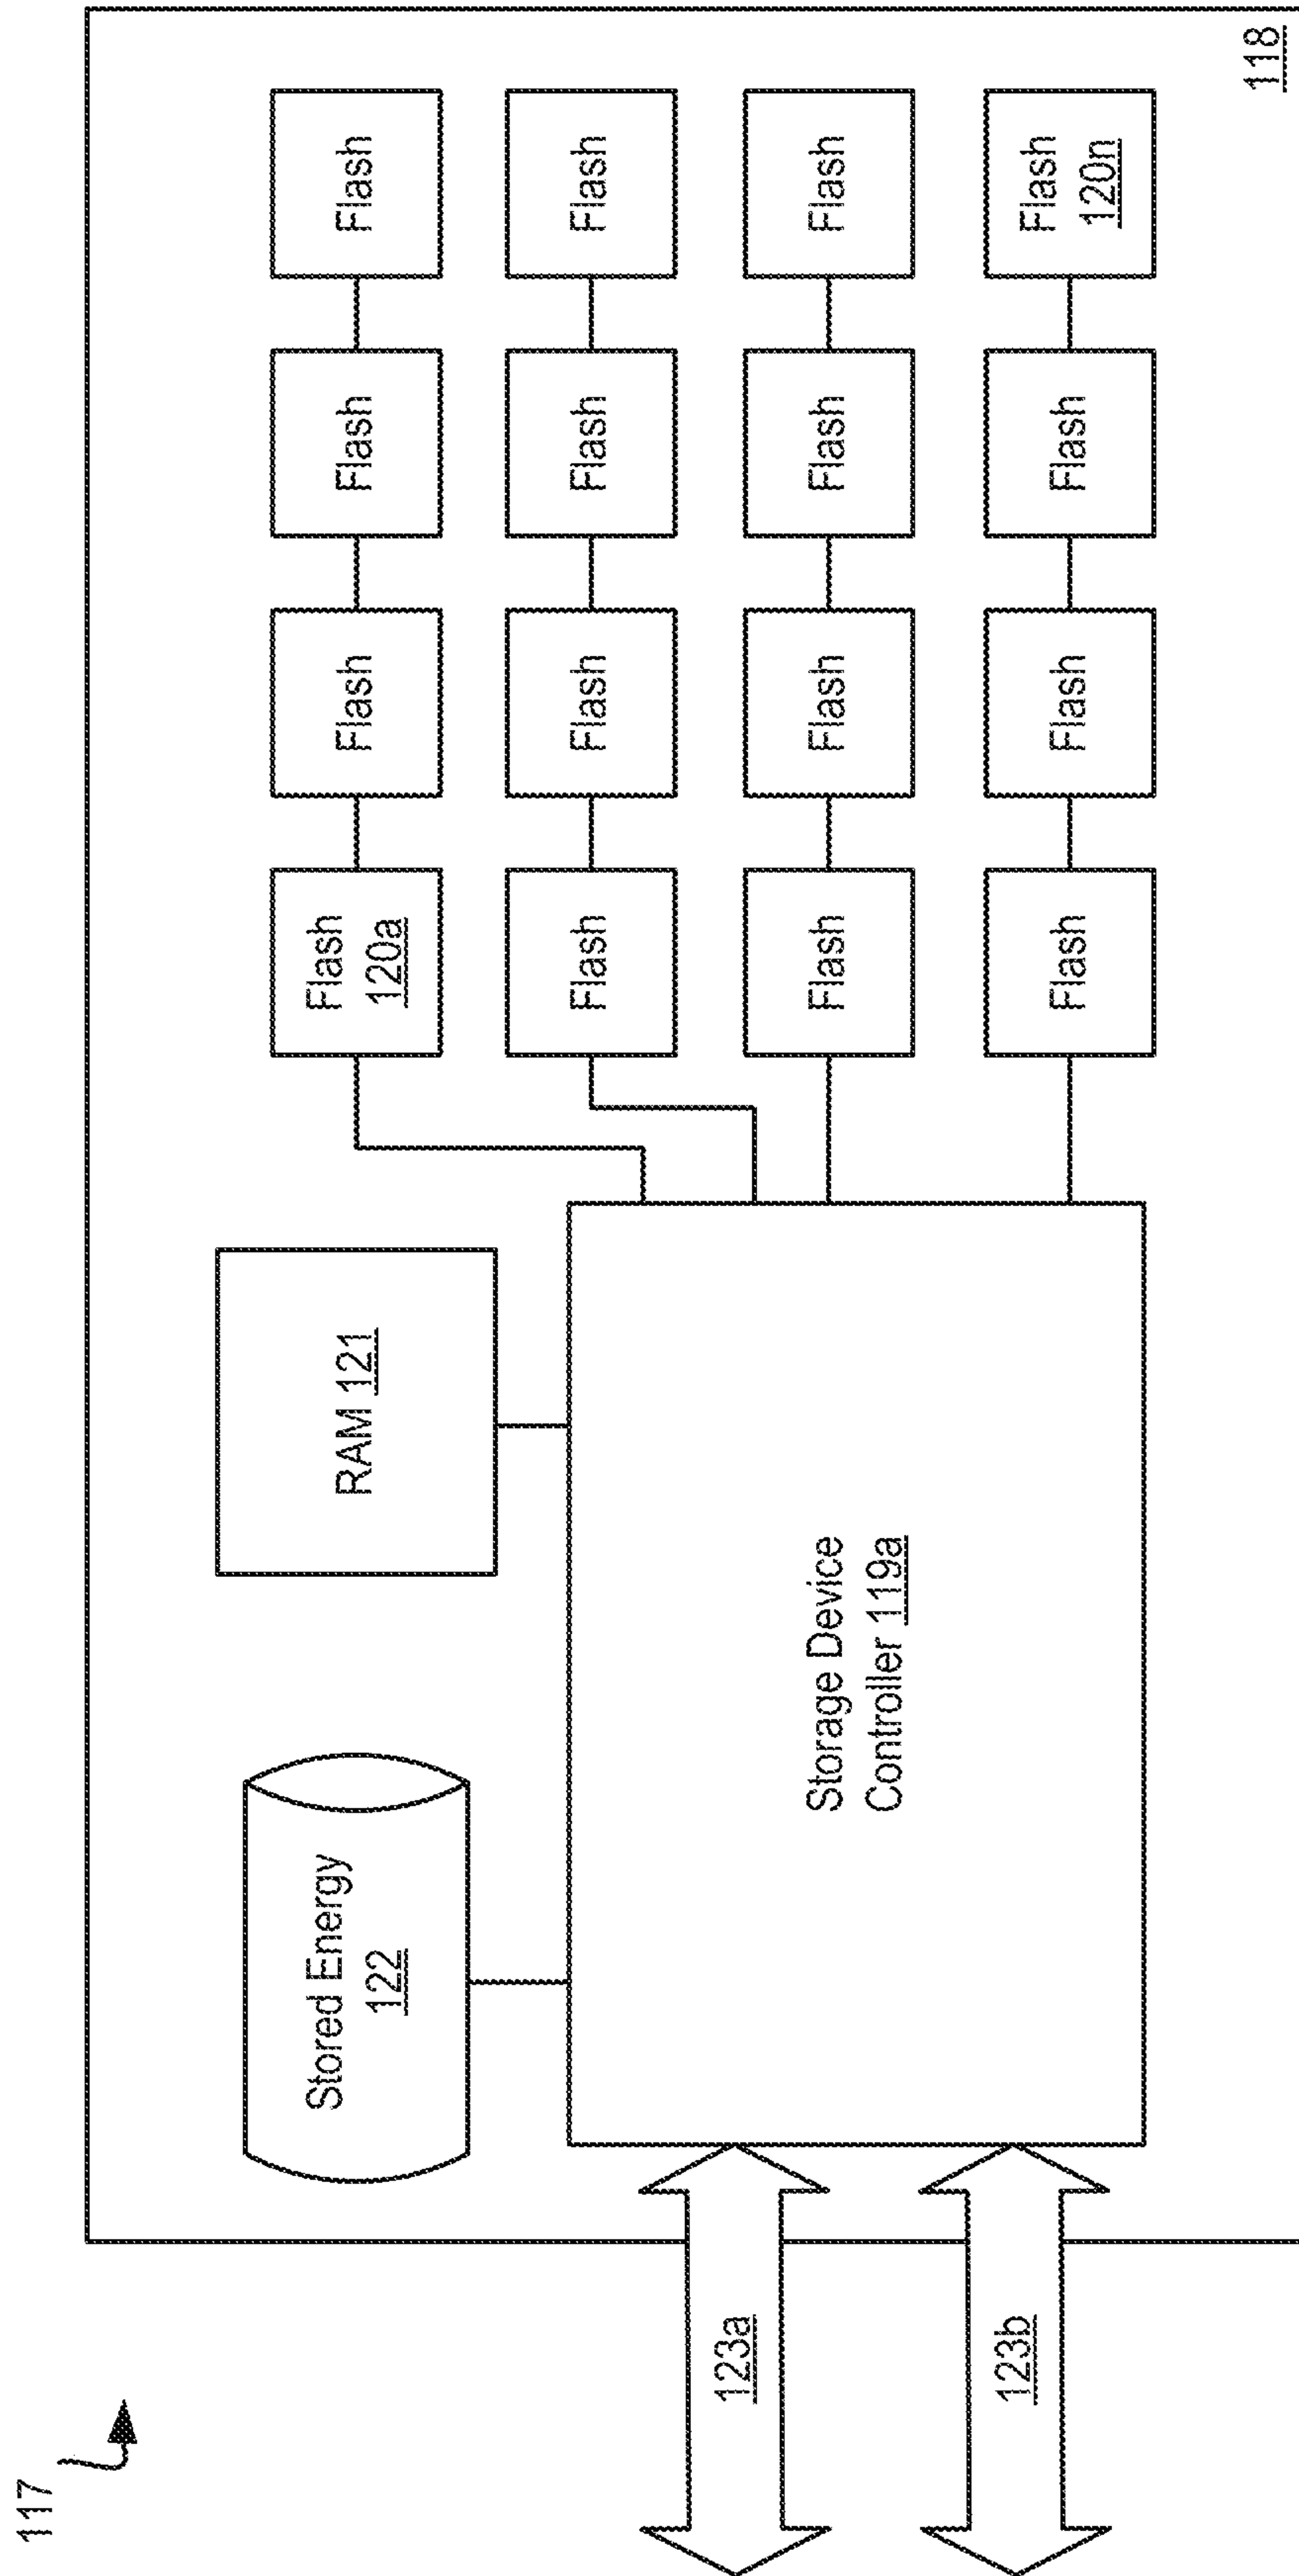 117
Stored Energy
122
RAM 121
Flash
120a
Flash
Flash
Flash
Flash
Flash
Flash
Flash
123a
Storage Device
Controller 119a
Flash
Flash
Flash
Flash
123b
Flash
Flash
Flash
Flash
120n
118